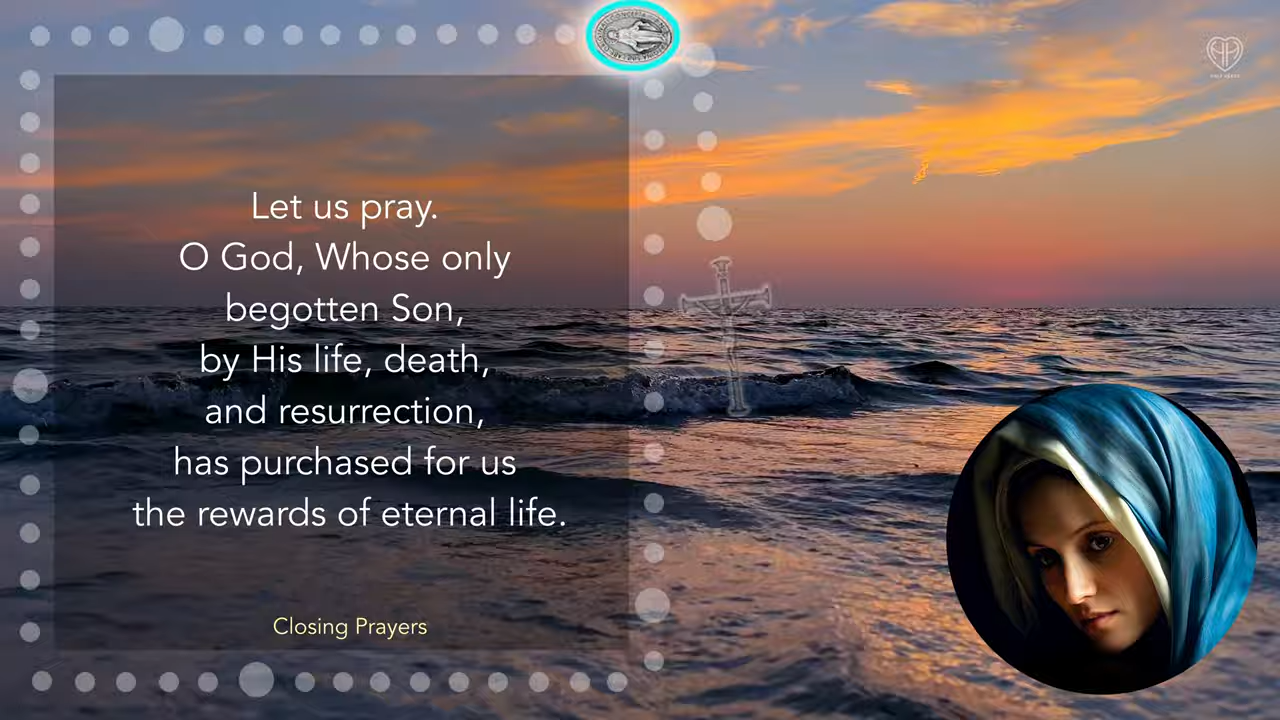 Let us pray.
O God, Whose only
begotten Son,
by His life, death,
and resurrection,
has purchased for us
the rewards of eternal life.
Closing Prayers